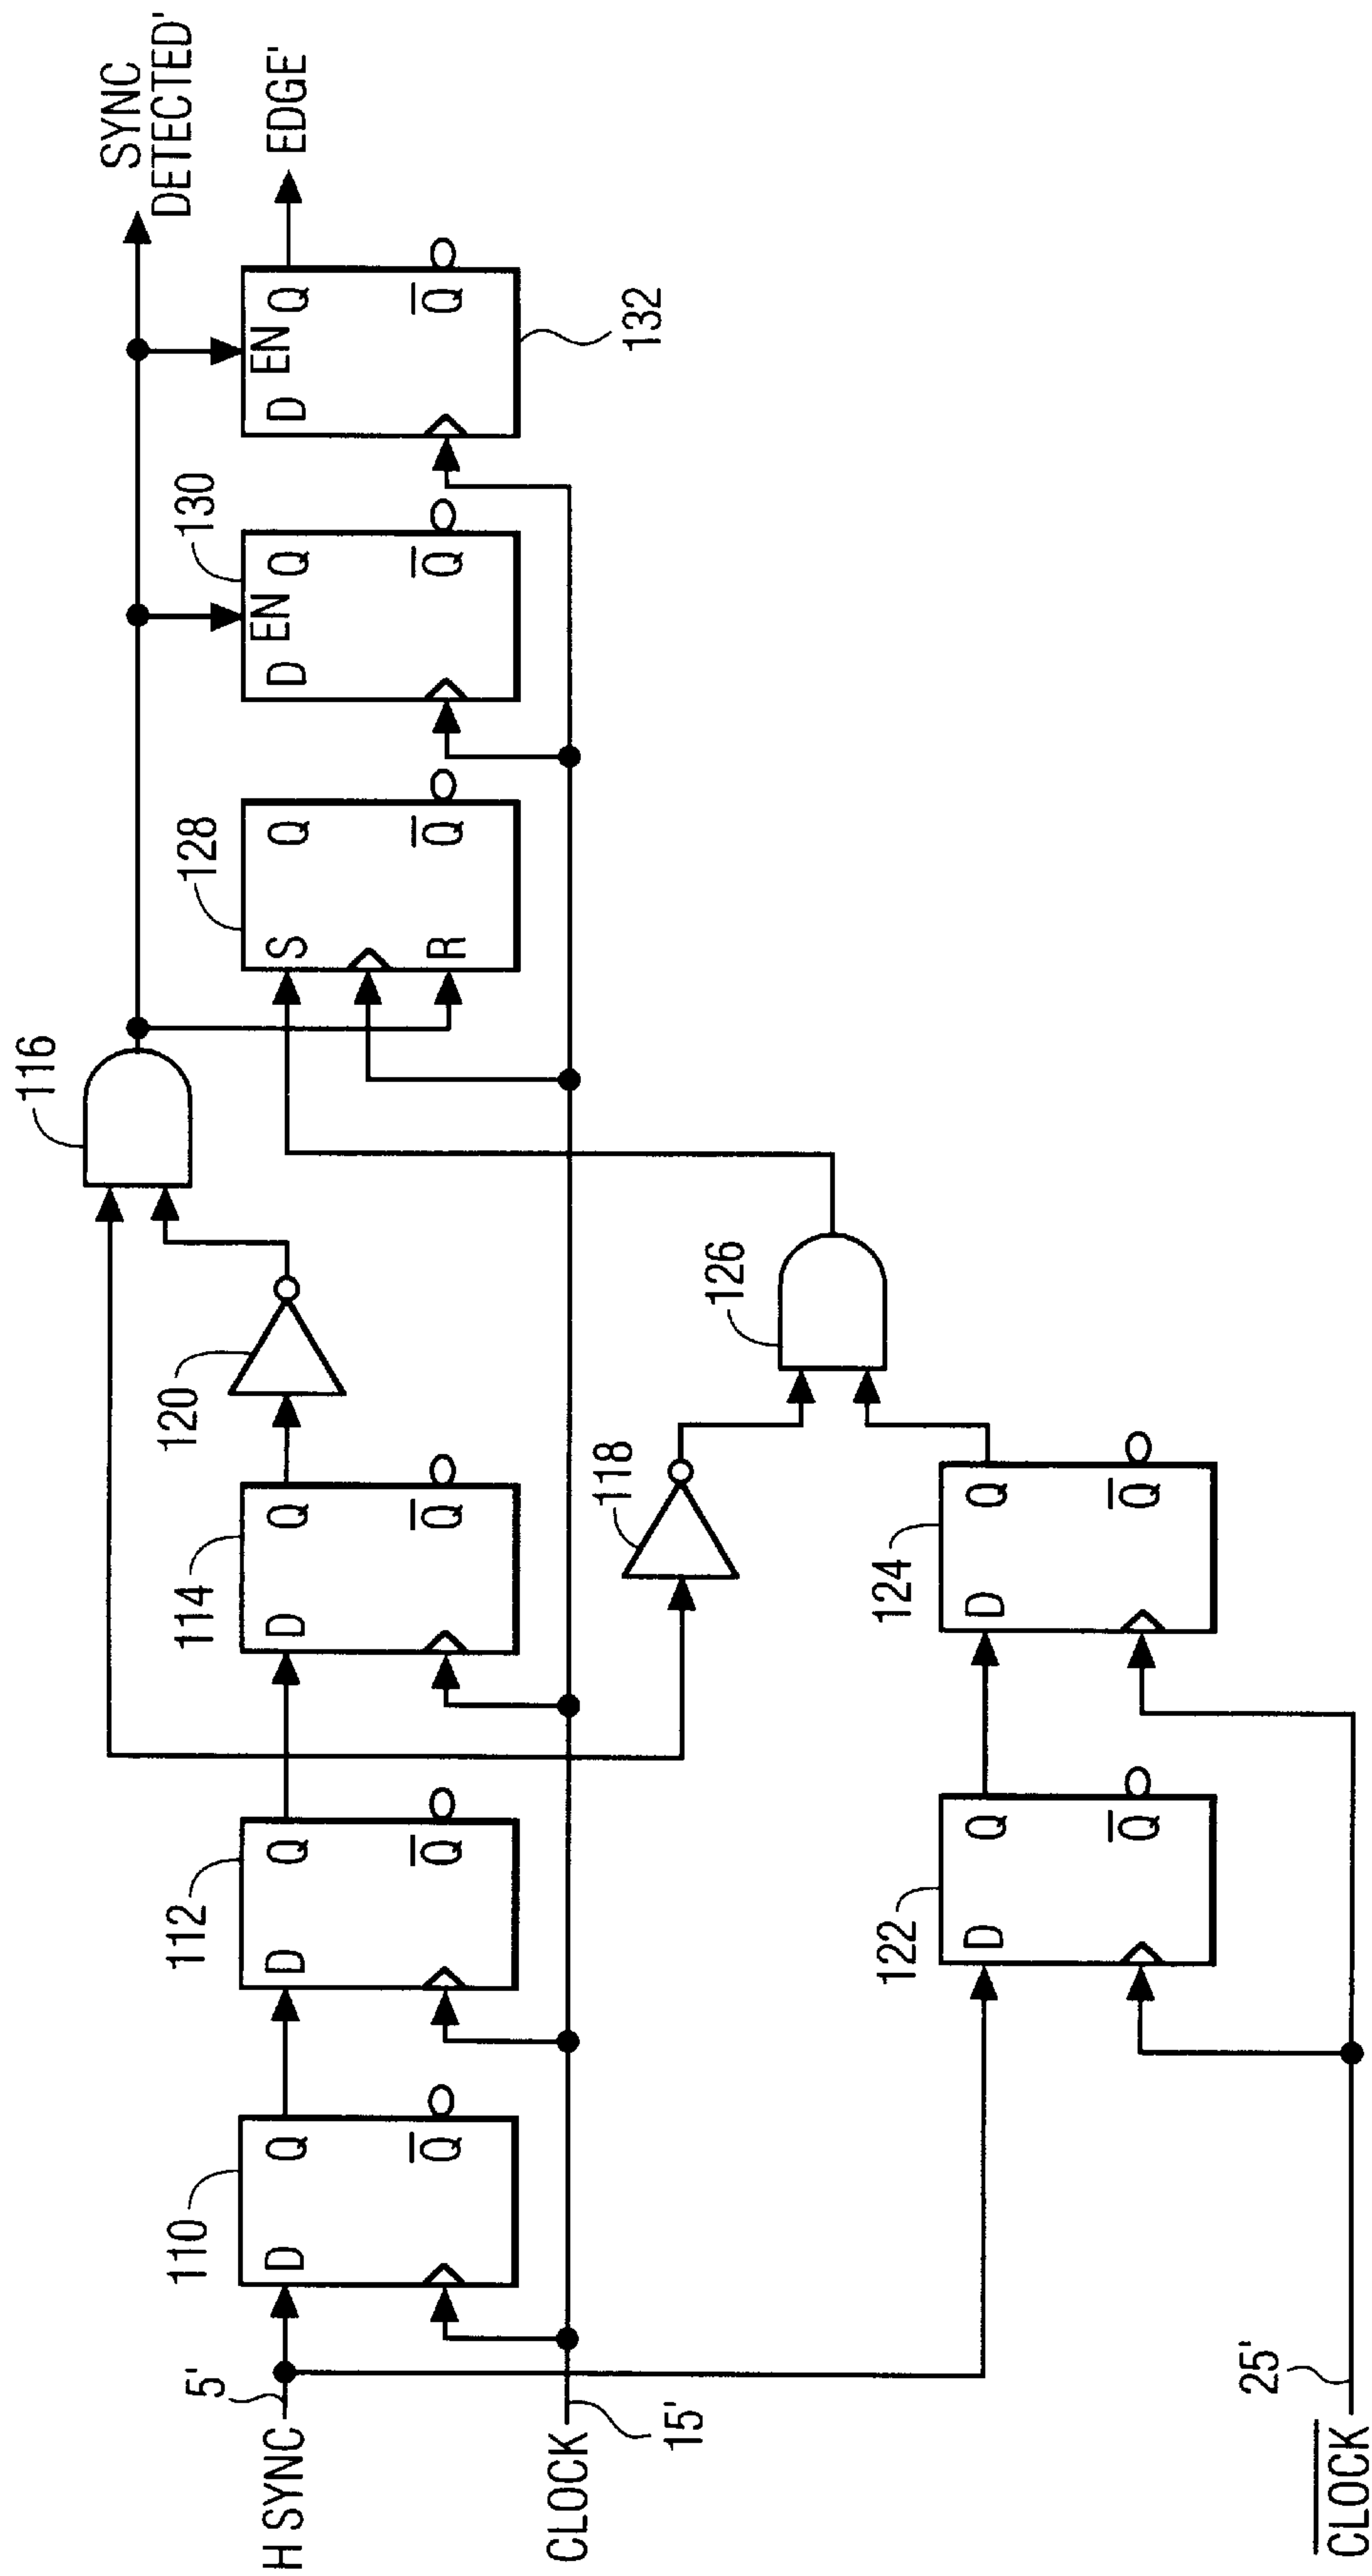 H SYNC
5'
CLOCK
15'
CLOCK
25'
110
D Q
Q
112
D Q
Q
114
D Q
Q
120
116
118
122
D Q
Q
124
D Q
Q
126
128
S Q
R Q
130
D EN Q
Q
132
D EN Q
Q
SYNC
DETECTED'
EDGE'